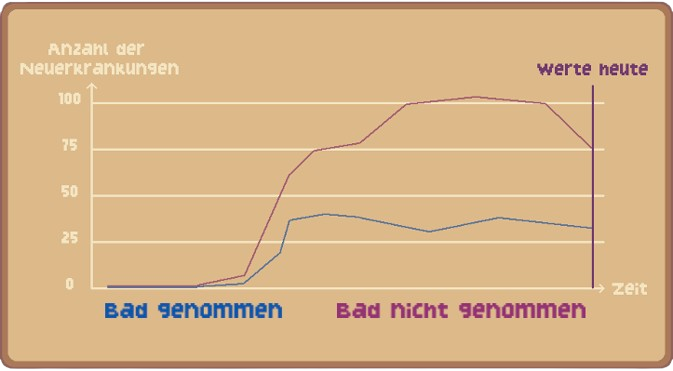 Anzahl der
Neuerkrankungen
Werte heute
100
75
50
25
0
Zeit
Bad genommen
Bad nicht genommen